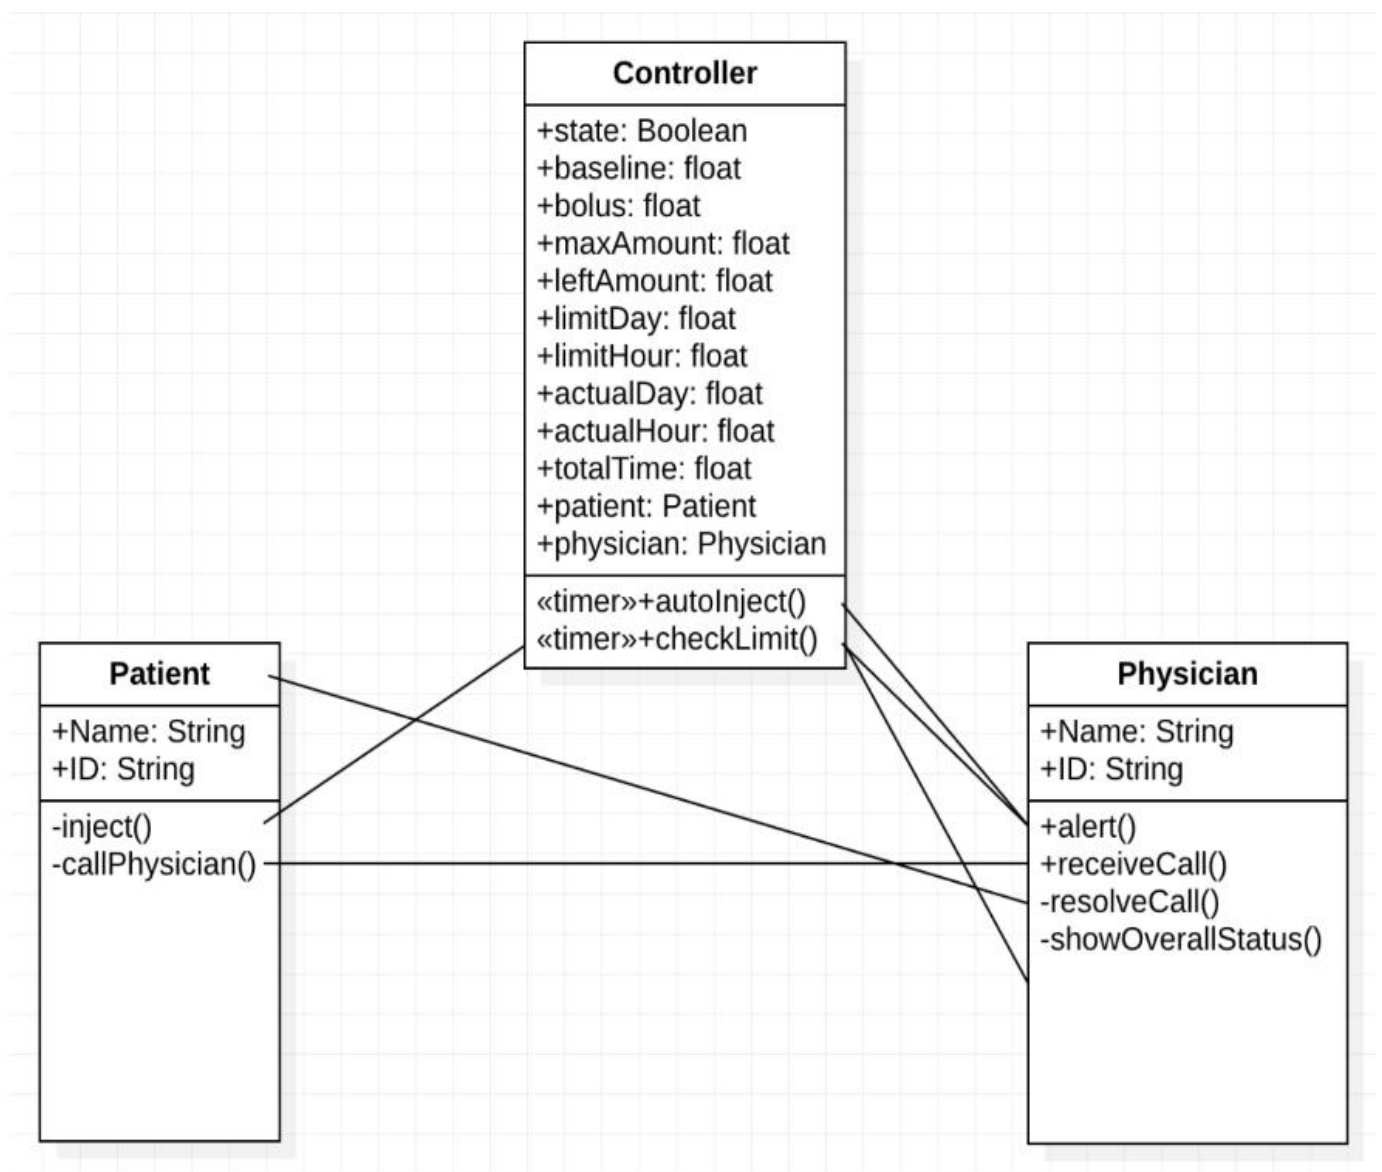 Controller
+state: Boolean
+baseline: float
+bolus: float
+maxAmount: float
+leftAmount: float
+limitDay: float
+limitHour: float
+actualDay: float
+actualHour: float
+totalTime: float
+patient: Patient
+physician: Physician
«timer»+autoInject()
«timer»+checkLimit()
Patient
+Name: String
+ID: String
-inject()
-callPhysician()
Physician
+Name: String
+ID: String
+alert()
+receiveCall()
-resolveCall()
-showOverallStatus()